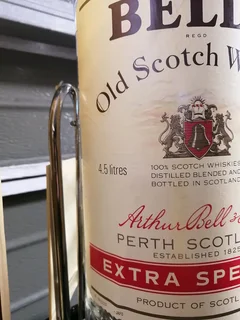 BELL
REGD
Old Scotch W
4.5 litres
100% SCOTCH WHISKIES
DISTILLED BLENDED AND
BOTTLED IN SCOTLAND
Arthur Bell &
PERTH SCOTL
ESTABLISHED 1825
EXTRA SPE
PRODUCT OF SCOTL